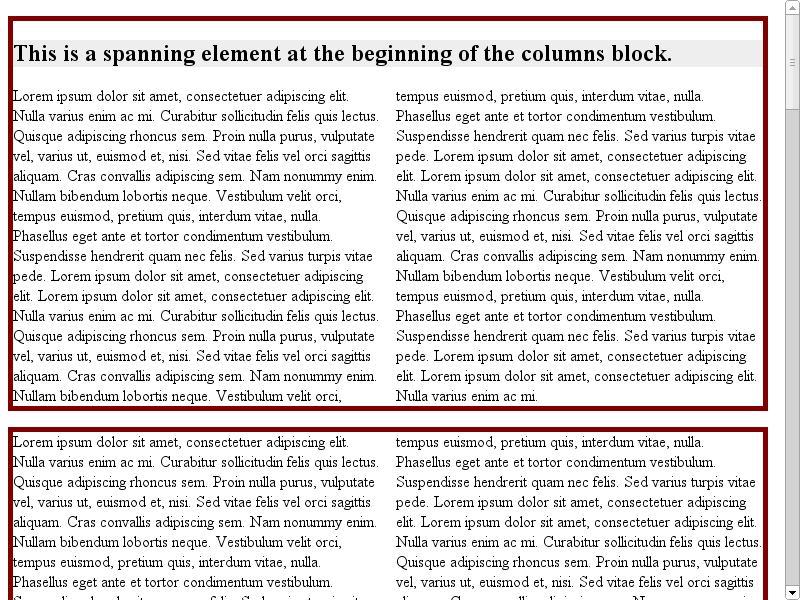 This is a spanning element at the beginning of the columns block.
Lorem ipsum dolor sit amet, consectetuer adipiscing elit.
Nulla varius enim ac mi. Curabitur sollicitudin felis quis lectus.
Quisque adipiscing rhoncus sem. Proin nulla purus, vulputate
vel, varius ut, euismod et, nisi. Sed vitae felis vel orci sagittis
aliquam. Cras convallis adipiscing sem. Nam nonummy enim.
Nullam bibendum lobortis neque. Vestibulum velit orci,
tempus euismod, pretium quis, interdum vitae, nulla.
Phasellus eget ante et tortor condimentum vestibulum.
Suspendisse hendrerit quam nec felis. Sed varius turpis vitae
pede. Lorem ipsum dolor sit amet, consectetuer adipiscing
elit. Lorem ipsum dolor sit amet, consectetuer adipiscing elit.
Nulla varius enim ac mi. Curabitur sollicitudin felis quis lectus.
Quisque adipiscing rhoncus sem. Proin nulla purus, vulputate
vel, varius ut, euismod et, nisi. Sed vitae felis vel orci sagittis
aliquam. Cras convallis adipiscing sem. Nam nonummy enim.
Nullam bibendum lobortis neque. Vestibulum velit orci,
tempus euismod, pretium quis, interdum vitae, nulla.
Phasellus eget ante et tortor condimentum vestibulum.
Suspendisse hendrerit quam nec felis. Sed varius turpis vitae
pede. Lorem ipsum dolor sit amet, consectetuer adipiscing
elit. Lorem ipsum dolor sit amet, consectetuer adipiscing elit.
Nulla varius enim ac mi. Curabitur sollicitudin felis quis lectus.
Quisque adipiscing rhoncus sem. Proin nulla purus, vulputate
vel, varius ut, euismod et, nisi. Sed vitae felis vel orci sagittis
aliquam. Cras convallis adipiscing sem. Nam nonummy enim.
Nullam bibendum lobortis neque. Vestibulum velit orci,
tempus euismod, pretium quis, interdum vitae, nulla.
Phasellus eget ante et tortor condimentum vestibulum.
Suspendisse hendrerit quam nec felis. Sed varius turpis vitae
pede. Lorem ipsum dolor sit amet, consectetuer adipiscing
elit. Lorem ipsum dolor sit amet, consectetuer adipiscing elit.
Nulla varius enim ac mi.
Lorem ipsum dolor sit amet, consectetuer adipiscing elit.
Nulla varius enim ac mi. Curabitur sollicitudin felis quis lectus.
Quisque adipiscing rhoncus sem. Proin nulla purus, vulputate
vel, varius ut, euismod et, nisi. Sed vitae felis vel orci sagittis
aliquam. Cras convallis adipiscing sem. Nam nonummy enim.
Nullam bibendum lobortis neque. Vestibulum velit orci,
tempus euismod, pretium quis, interdum vitae, nulla.
Phasellus eget ante et tortor condimentum vestibulum.
tempus euismod, pretium quis, interdum vitae, nulla.
Phasellus eget ante et tortor condimentum vestibulum.
Suspendisse hendrerit quam nec felis. Sed varius turpis vitae
pede. Lorem ipsum dolor sit amet, consectetuer adipiscing
elit. Lorem ipsum dolor sit amet, consectetuer adipiscing elit.
Nulla varius enim ac mi. Curabitur sollicitudin felis quis lectus.
Quisque adipiscing rhoncus sem. Proin nulla purus, vulputate
vel, varius ut, euismod et, nisi. Sed vitae felis vel orci sagittis